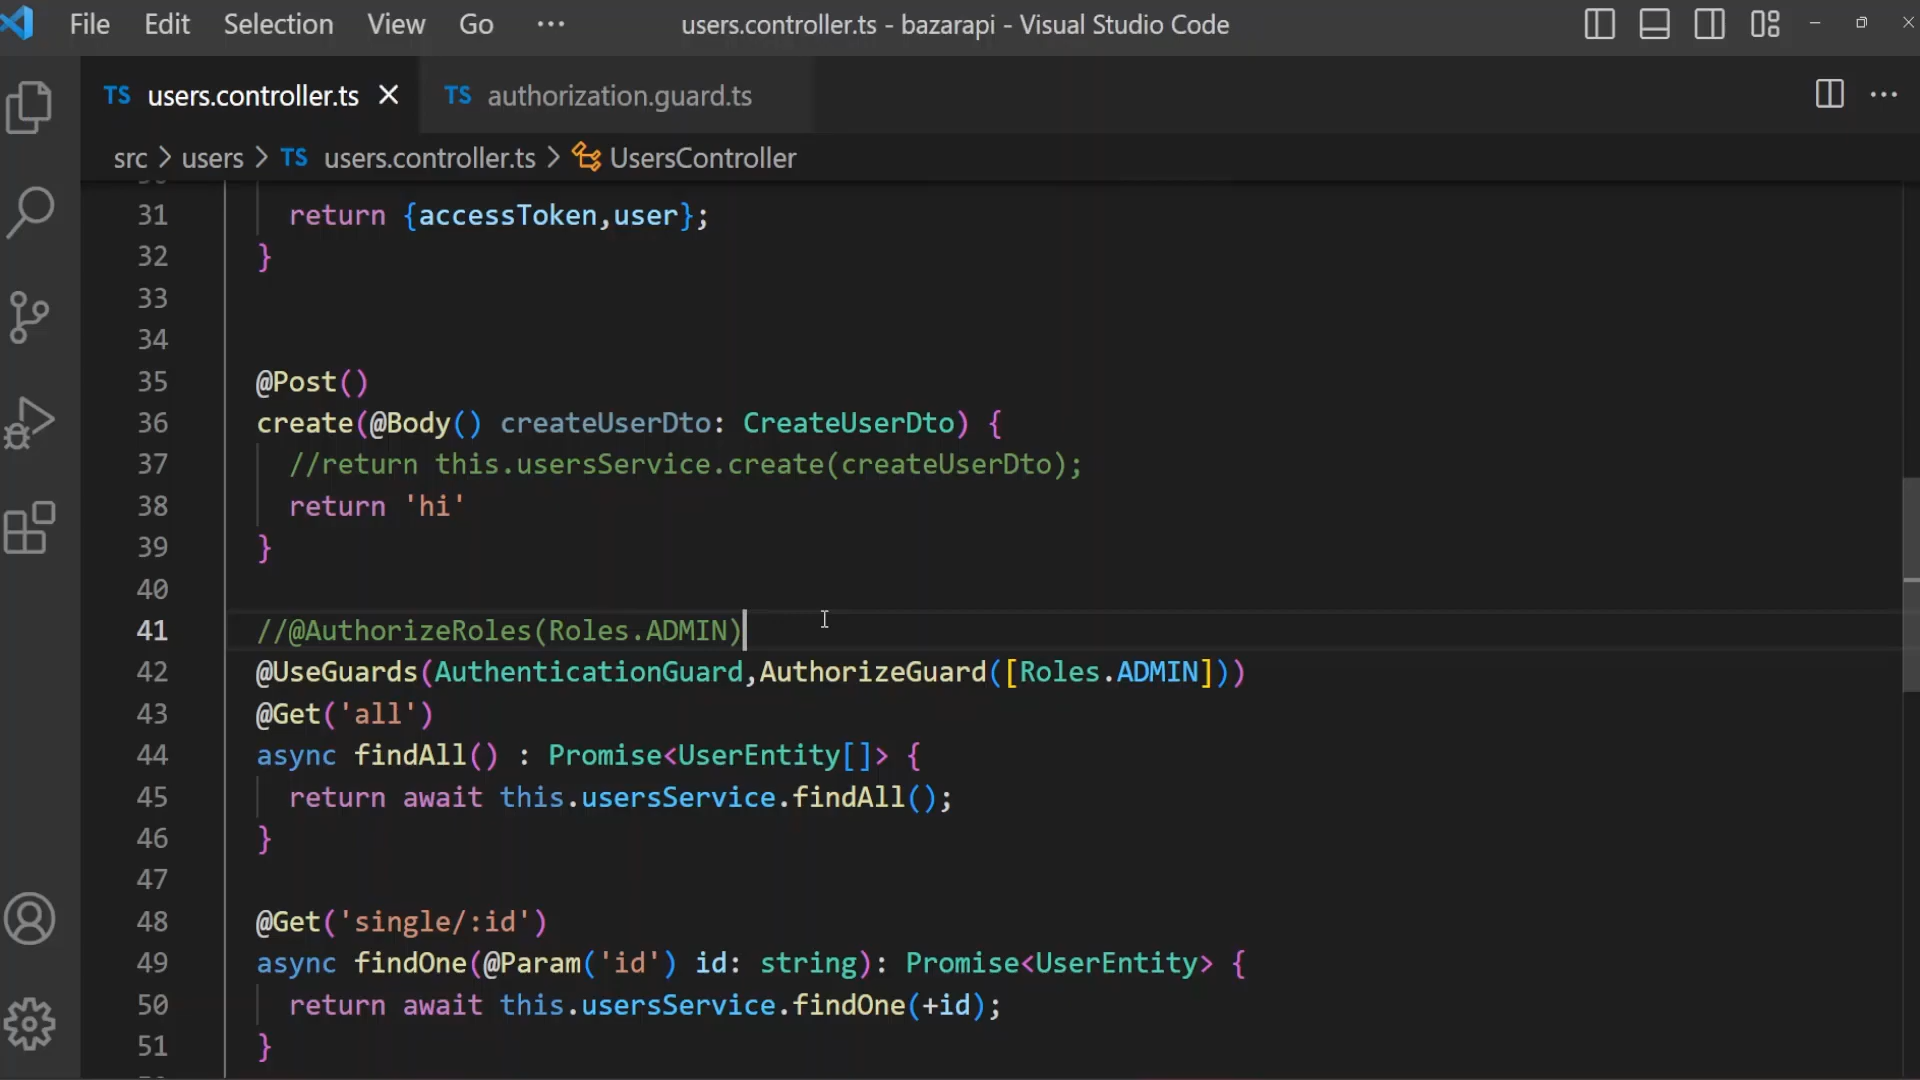 File Edit Selection View Go ··· users.controller.ts - bazarapi - Visual Studio Code
TS users.controller.ts × TS authorization.guard.ts
src > users > TS users.controller.ts > UsersController
31 return {accessToken,user};
32 }
33
34
35 @Post()
36 create(@Body() createUserDto: CreateUserDto) {
37 //return this.usersService.create(createUserDto);
38 return 'hi'
39 }
40
41 //@AuthorizeRoles(Roles.ADMIN)
42 @UseGuards(AuthenticationGuard,AuthorizeGuard([Roles.ADMIN]))
43 @Get('all')
44 async findAll() : Promise<UserEntity[]> {
45 return await this.usersService.findAll();
46 }
47
48 @Get('single/:id')
49 async findOne(@Param('id') id: string): Promise<UserEntity> {
50 return await this.usersService.findOne(+id);
51 }